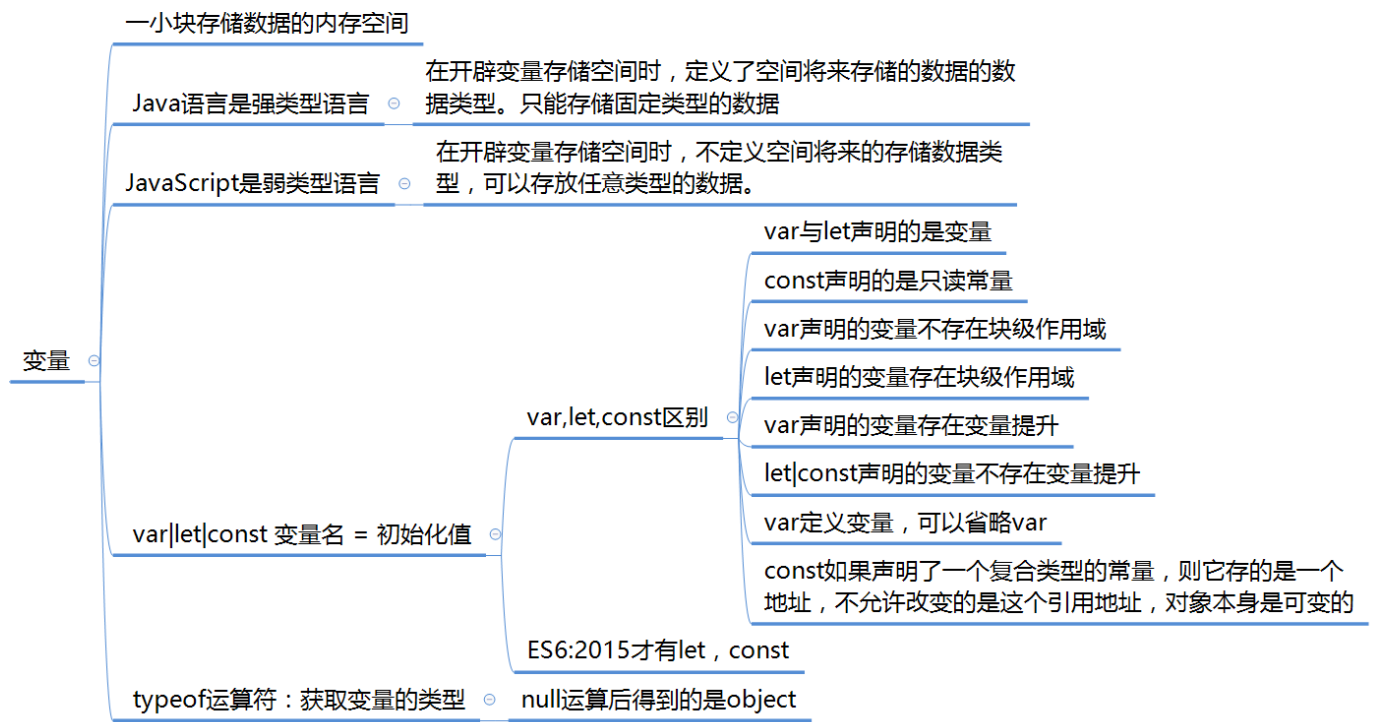 一小块存储数据的内存空间
Java语言是强类型语言
在开辟变量存储空间时，定义了空间将来存储的数据的数
据类型。只能存储固定类型的数据
JavaScript是弱类型语言
在开辟变量存储空间时，不定义空间将来的存储数据类
型，可以存放任意类型的数据。
变量
var|let|const 变量名 = 初始化值
var,let,const区别
var与let声明的是变量
const声明的是只读常量
var声明的变量不存在块级作用域
let声明的变量存在块级作用域
var声明的变量存在变量提升
let|const声明的变量不存在变量提升
var定义变量，可以省略var
const如果声明了一个复合类型的常量，则它存的是一个
地址，不允许改变的是这个引用地址，对象本身是可变的
ES6:2015才有let，const
typeof运算符：获取变量的类型
null运算后得到的是object